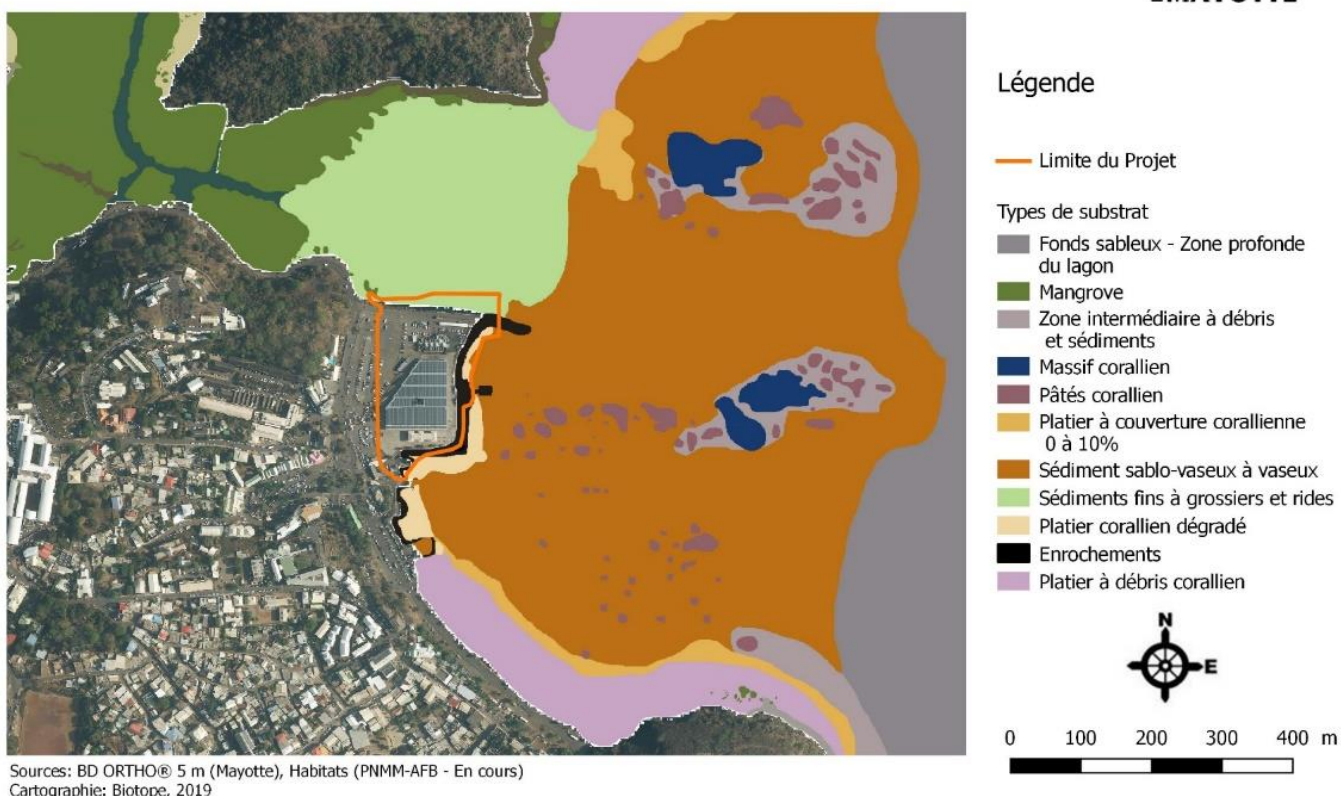 Légende
Limite du Projet
Types de substrat
Fonds sableux - Zone profonde
du lagon
Mangrove
Zone intermédiaire à débris
et sédiments
Massif corallien
Pâtés corallien
Platier à couverture corallienne
0 à 10%
Sédiment sablo-vaseux à vaseux
Sédiments fins à grossiers et rides
Platier corallien dégradé
Enrochements
Platier à débris corallien
N
E
0 100 200 300 400 m
Sources: BD ORTHO® 5 m (Mayotte), Habitats (PNMM-AFB - En cours)
Cartographie: Biotope, 2019